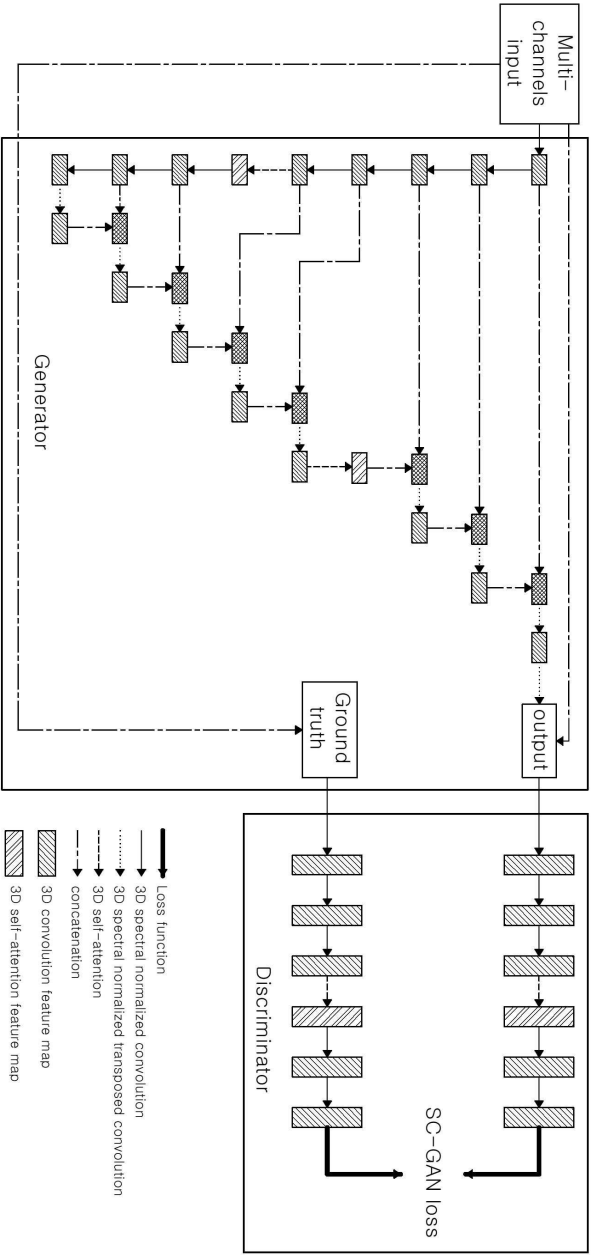 Multi-
channels
input
Generator
Ground
truth
output
Discriminator
SC-GAN loss
Loss function
3D spectral normalized convolution
3D spectral normalized transposed convolution
3D self-attention
concatenation
3D convolution feature map
3D self-attention feature map